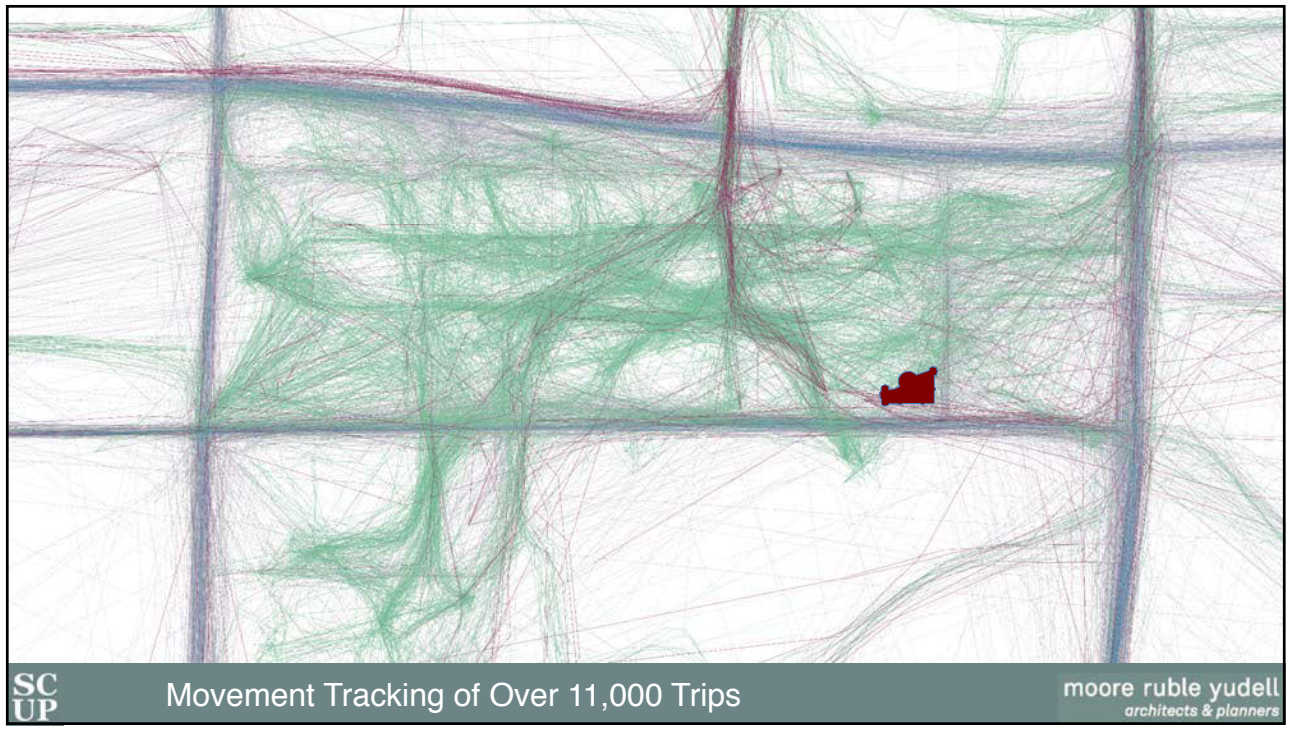 SC
UP
Movement Tracking of Over 11,000 Trips
moore ruble yudell
architects & planners